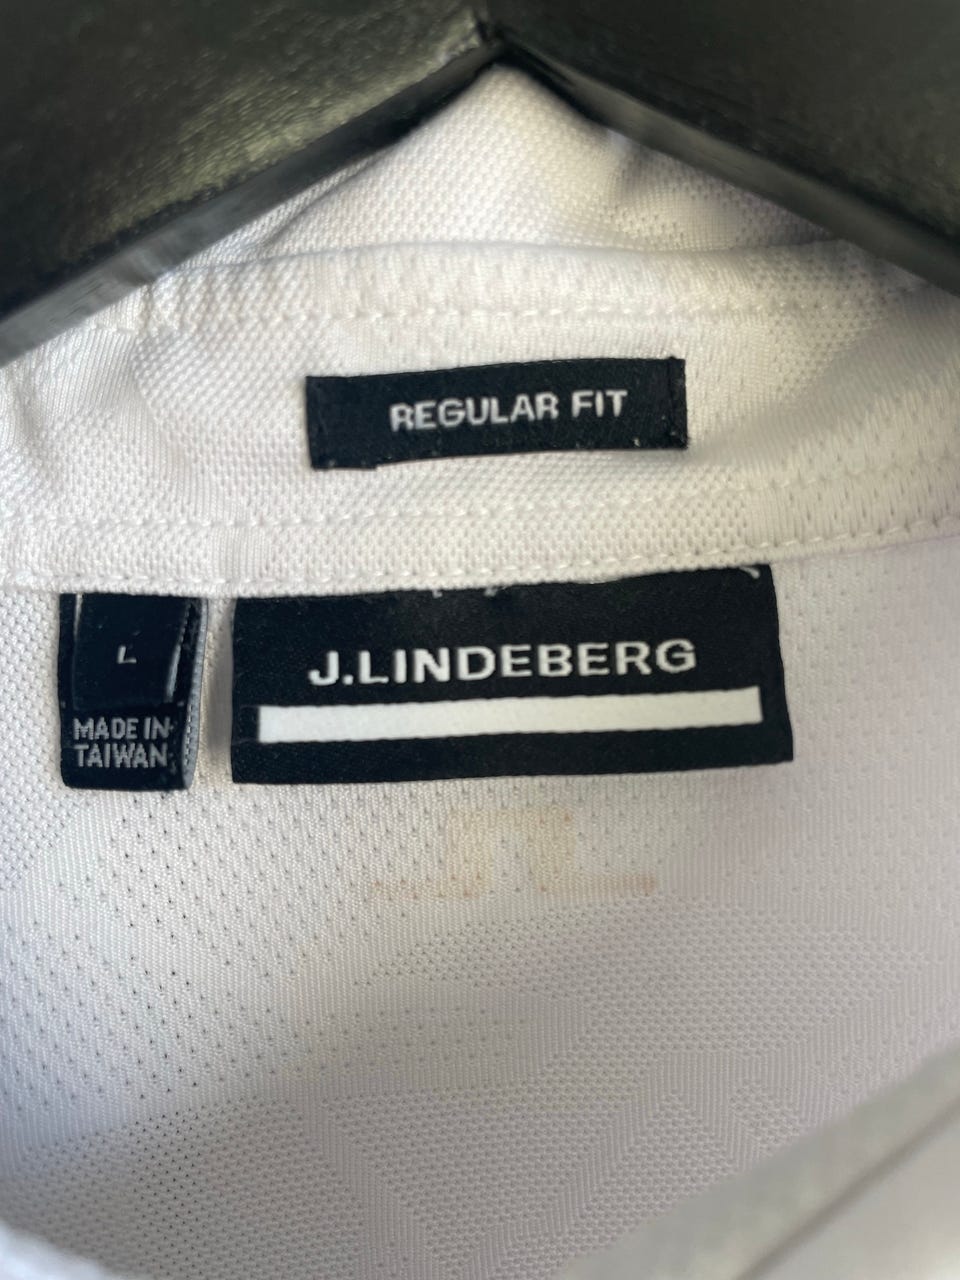 REGULAR FIT
J.LINDEBERG
L
MADE IN
TAIWAN